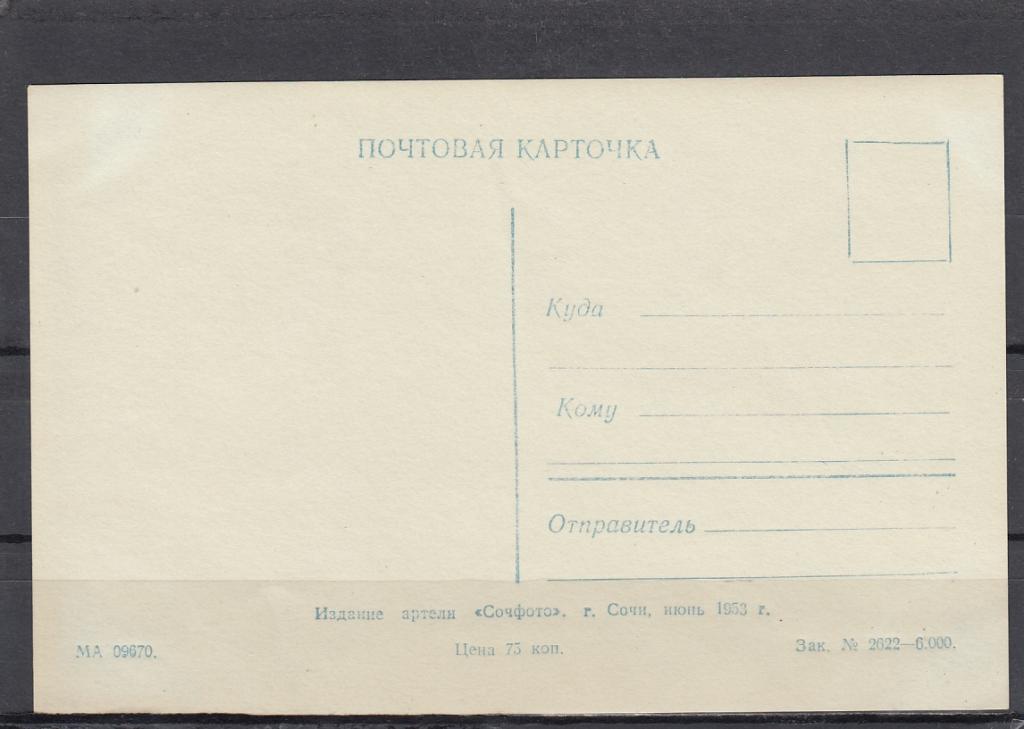 ПОЧТОВАЯ КАРТОЧКА
Куда
Кому
Отправитель
Издание артели «Сочфото». г. Сочи, июнь 1953 г.
МА 09670.
Цена 75 коп.
Зак. № 2622—6.000.